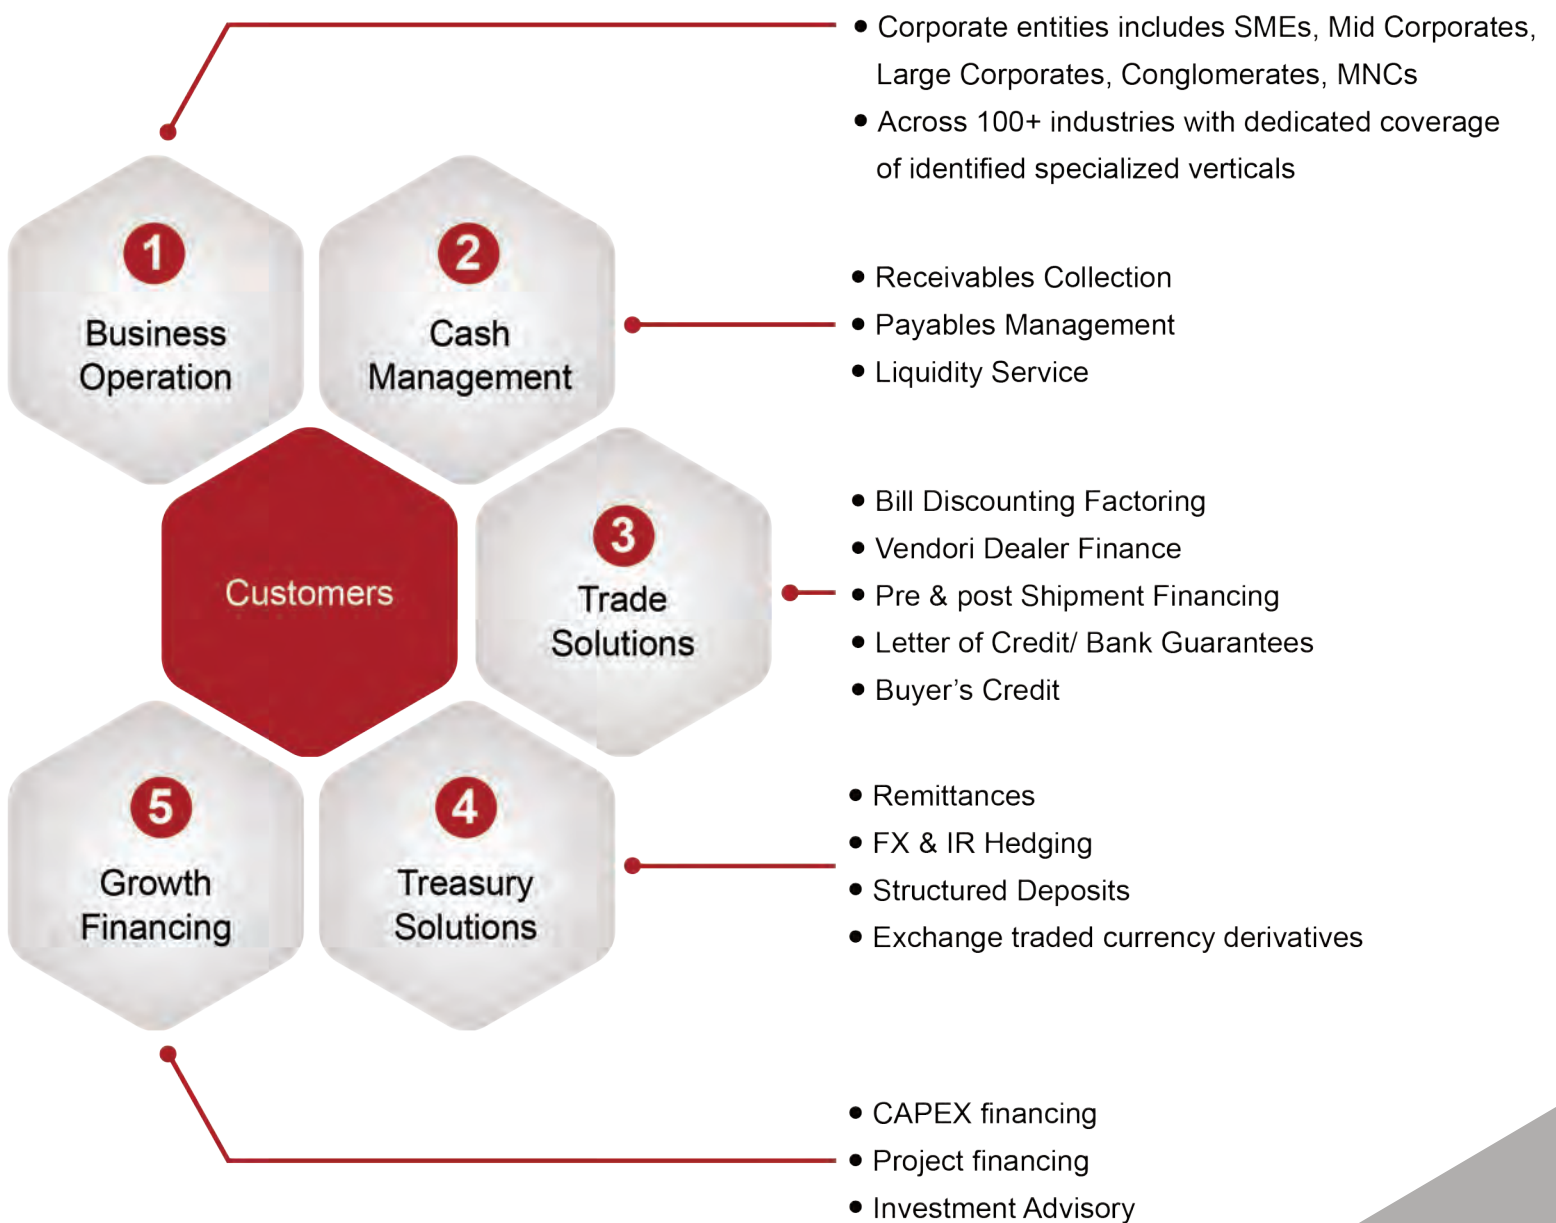 • Corporate entities includes SMEs, Mid Corporates,
Large Corporates, Conglomerates, MNCs
• Across 100+ industries with dedicated coverage
of identified specialized verticals
1
Business
Operation
2
Cash
Management
• Receivables Collection
• Payables Management
• Liquidity Service
Customers
3
Trade
Solutions
• Bill Discounting Factoring
• Vendori Dealer Finance
• Pre & post Shipment Financing
• Letter of Credit/ Bank Guarantees
• Buyer’s Credit
5
Growth
Financing
4
Treasury
Solutions
• Remittances
• FX & IR Hedging
• Structured Deposits
• Exchange traded currency derivatives
• CAPEX financing
• Project financing
• Investment Advisory